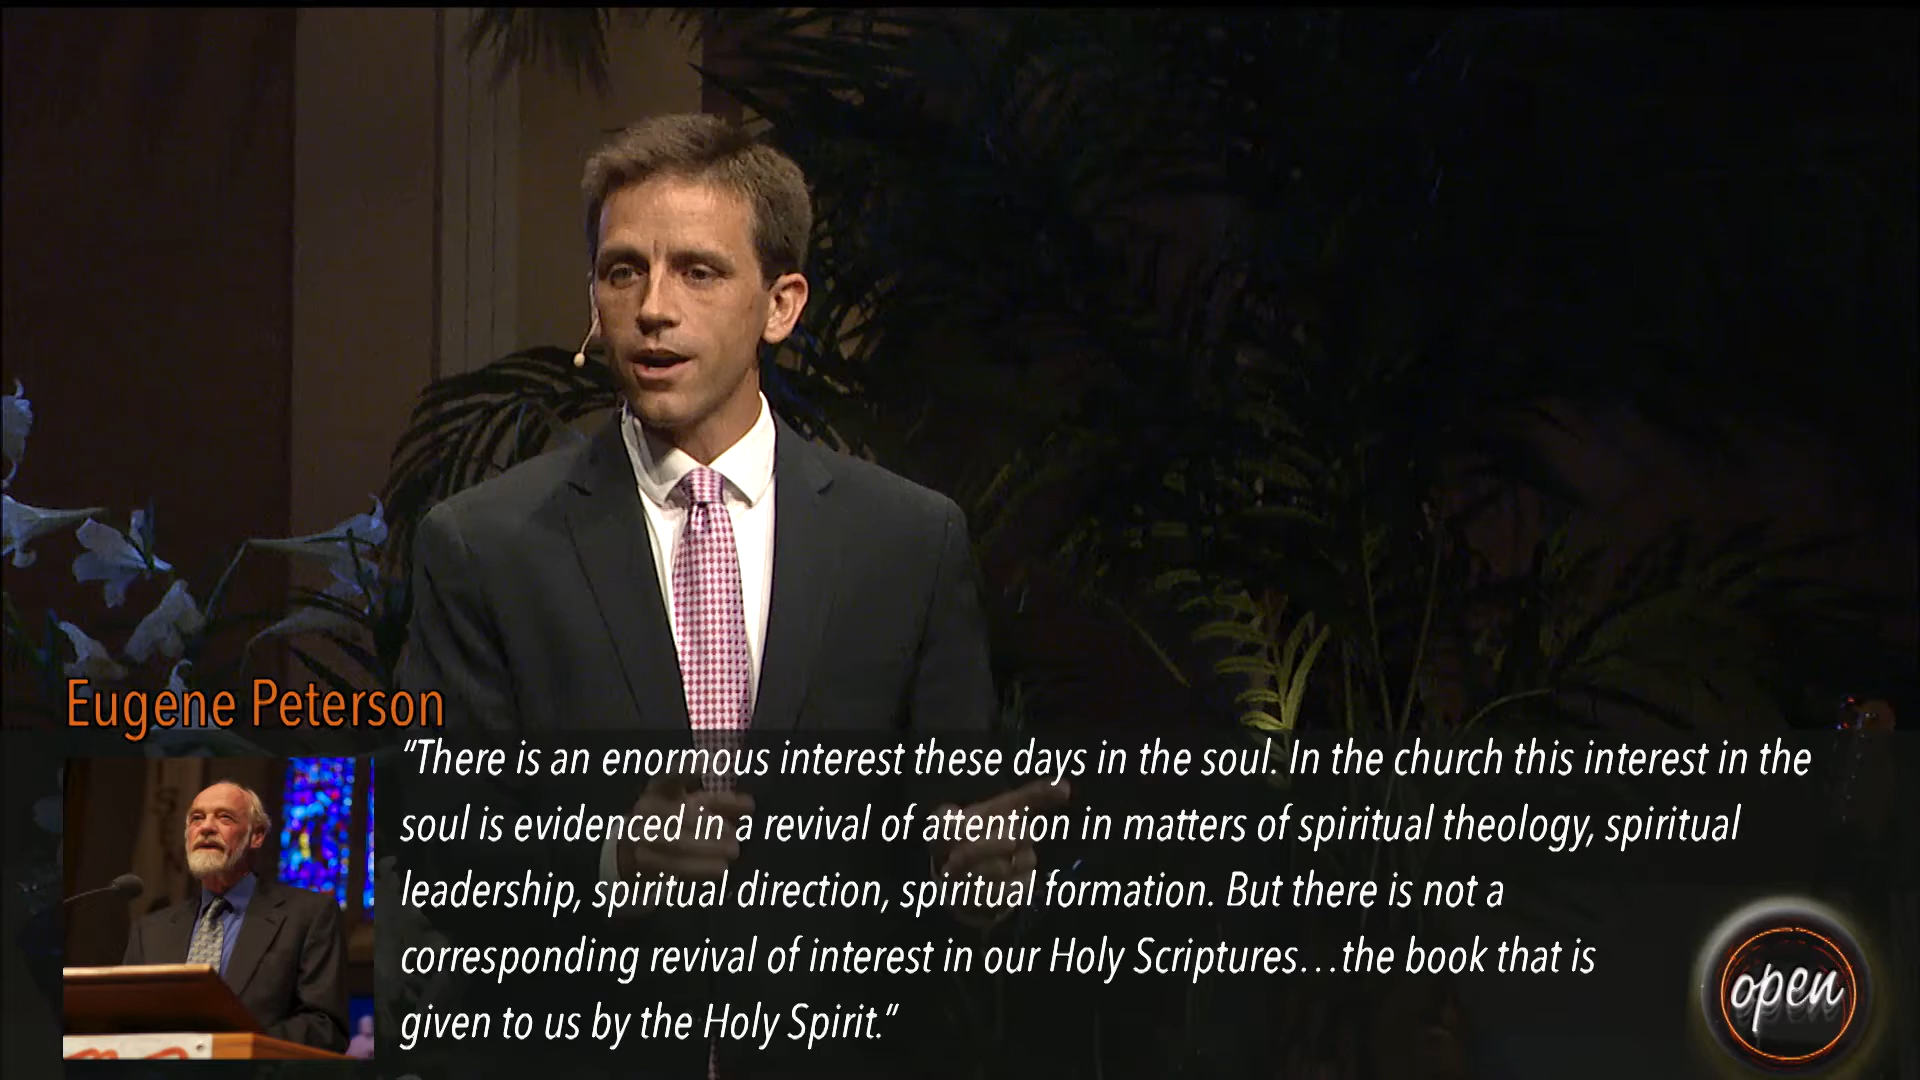 Eugene Peterson
“There is an enormous interest these days in the soul. In the church this interest in the
soul is evidenced in a revival of attention in matters of spiritual theology, spiritual
leadership, spiritual direction, spiritual formation. But there is not a
corresponding revival of interest in our Holy Scriptures…the book that is
given to us by the Holy Spirit.”
open